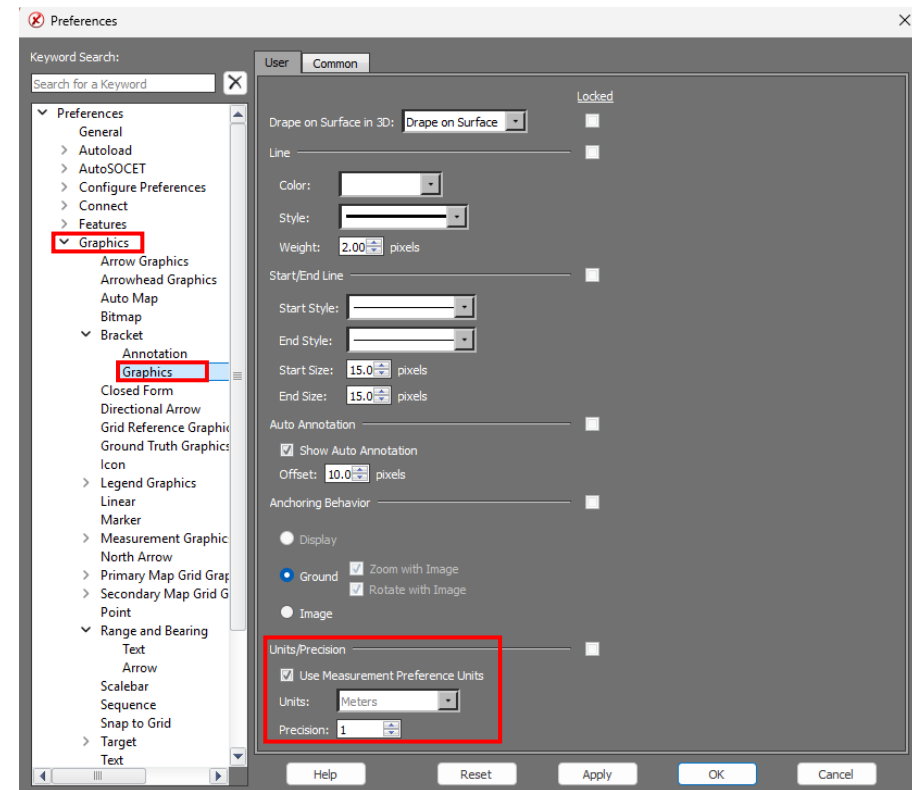 Preferences
Keyword Search:
Search for a Keyword
Preferences
General
Autoload
AutoSOCET
Configure Preferences
Connect
Features
Graphics
Arrow Graphics
Arrowhead Graphics
Auto Map
Bitmap
Bracket
Annotation
Graphics
Closed Form
Directional Arrow
Grid Reference Graphic
Ground Truth Graphics
Icon
Legend Graphics
Linear
Marker
Measurement Graphic
North Arrow
Primary Map Grid Grap
Secondary Map Grid G
Point
Range and Bearing
Text
Arrow
Scalebar
Sequence
Snap to Grid
Target
Text
User Common
Locked
Drape on Surface in 3D: Drape on Surface
Line
Color:
Style:
Weight: 2.00 pixels
Start/End Line
Start Style:
End Style:
Start Size: 15.0 pixels
End Size: 15.0 pixels
Auto Annotation
Show Auto Annotation
Offset: 10.0 pixels
Anchoring Behavior
Display
Ground Zoom with Image
Rotate with Image
Image
Units/Precision
Use Measurement Preference Units
Units: Meters
Precision: 1
Help Reset Apply OK Cancel